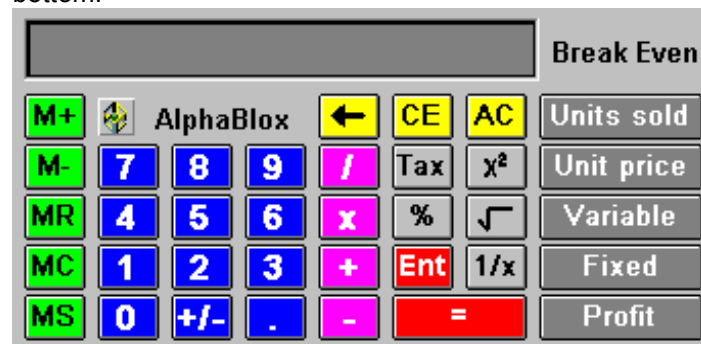 Break Even
M+ AlphaBlox ← CE AC Units sold
M- 7 8 9 / Tax x² Unit price
MR 4 5 6 x % √ Variable
MC 1 2 3 + Ent 1/x Fixed
MS 0 +/- . - = Profit